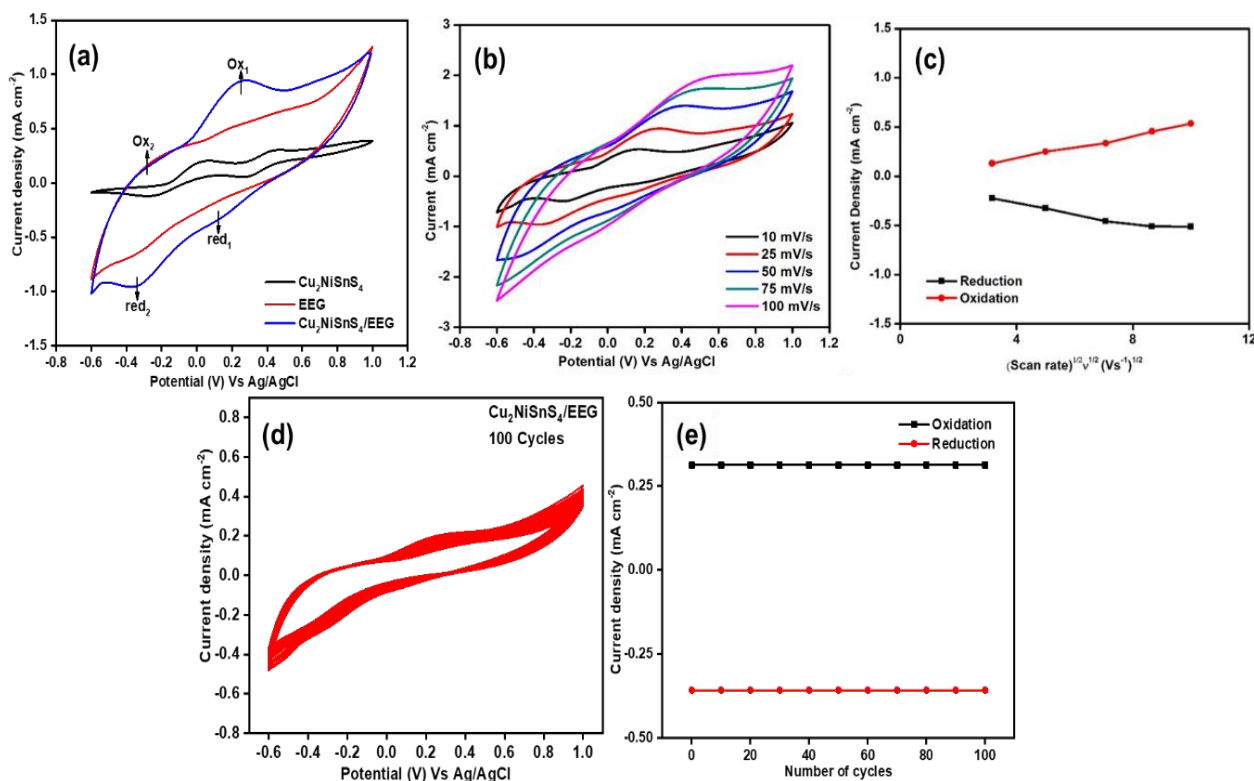 (a)
Ox₁
Ox₂
red₁
red₂
Cu₂NiSnS₄
EEG
Cu₂NiSnS₄/EEG
Current density (mA cm⁻²)
1.5
1.0
0.5
0.0
-0.5
-1.0
-1.5
-0.6 -0.4 -0.2 0.0 0.2 0.4 0.6 0.8 1.0 1.2
Potential (V) Vs Ag/AgCl
(b)
10 mV/s
25 mV/s
50 mV/s
75 mV/s
100 mV/s
Current (mA cm⁻²)
3
2
1
0
-1
-2
-3
-0.8 -0.6 -0.4 -0.2 0.0 0.2 0.4 0.6 0.8 1.0 1.2
Potential (V) Vs Ag/AgCl
(c)
Reduction
Oxidation
Current Density (mA cm⁻²)
1.5
1.0
0.5
0.0
-0.5
-1.0
-1.5
4 8 12
(Scan rate)¹ᐟ²ν¹ᐟ² (Vs⁻¹)¹ᐟ²
(d)
Cu₂NiSnS₄/EEG
100 Cycles
Current density (mA cm⁻²)
0.8
0.6
0.4
0.2
0.0
-0.2
-0.4
-0.6
-0.8
-0.6 -0.4 -0.2 0.0 0.2 0.4 0.6 0.8 1.0
Potential (V) Vs Ag/AgCl
(e)
Oxidation
Reduction
Current density (mA cm⁻²)
0.50
0.25
0.00
-0.25
-0.50
0 20 40 60 80 100
Number of cycles